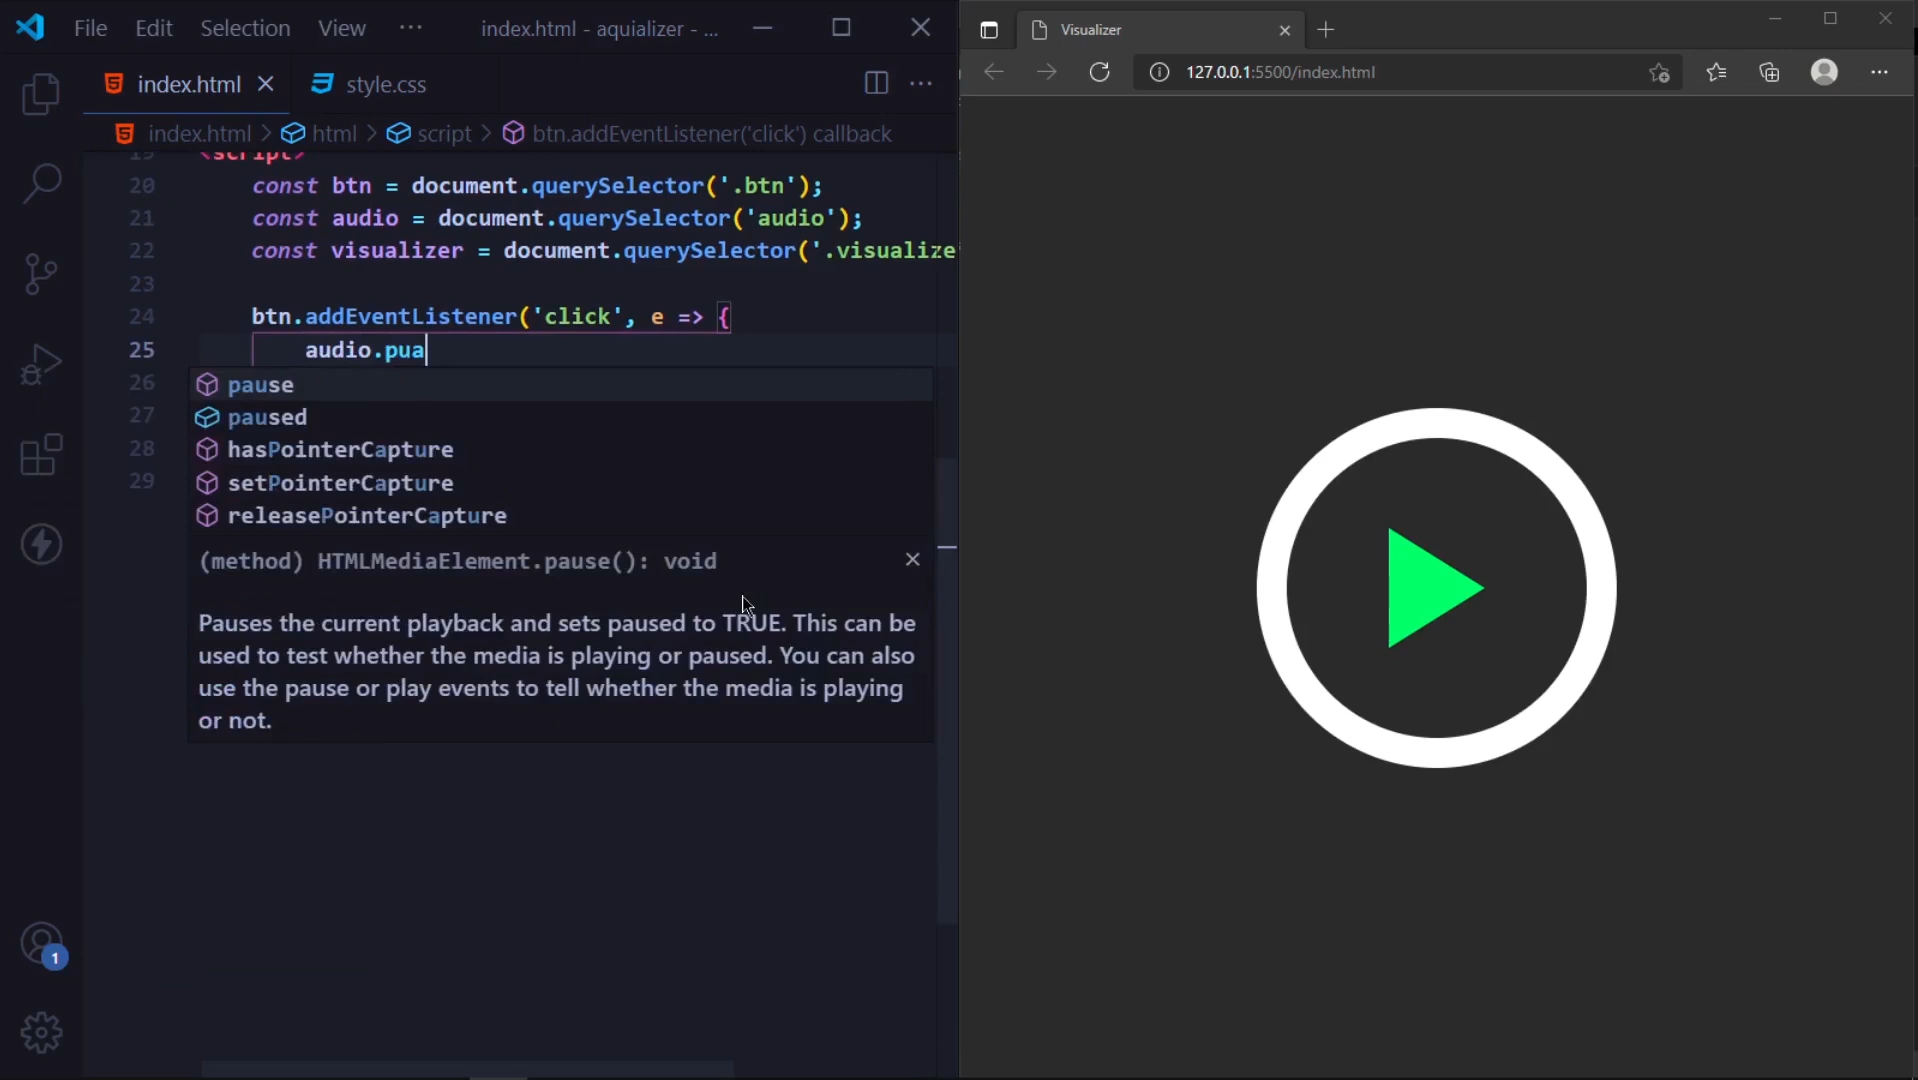 File Edit Selection View ··· index.html - aquializer - ...
index.html style.css
index.html > html > script > btn.addEventListener('click') callback
19 <script>
20 const btn = document.querySelector('.btn');
21 const audio = document.querySelector('audio');
22 const visualizer = document.querySelector('.visualize
23
24 btn.addEventListener('click', e => {
25 audio.pua
26
27
28
29
pause
paused
hasPointerCapture
setPointerCapture
releasePointerCapture
(method) HTMLMediaElement.pause(): void
Pauses the current playback and sets paused to TRUE. This can be
used to test whether the media is playing or paused. You can also
use the pause or play events to tell whether the media is playing
or not.
1
Visualizer
127.0.0.1:5500/index.html